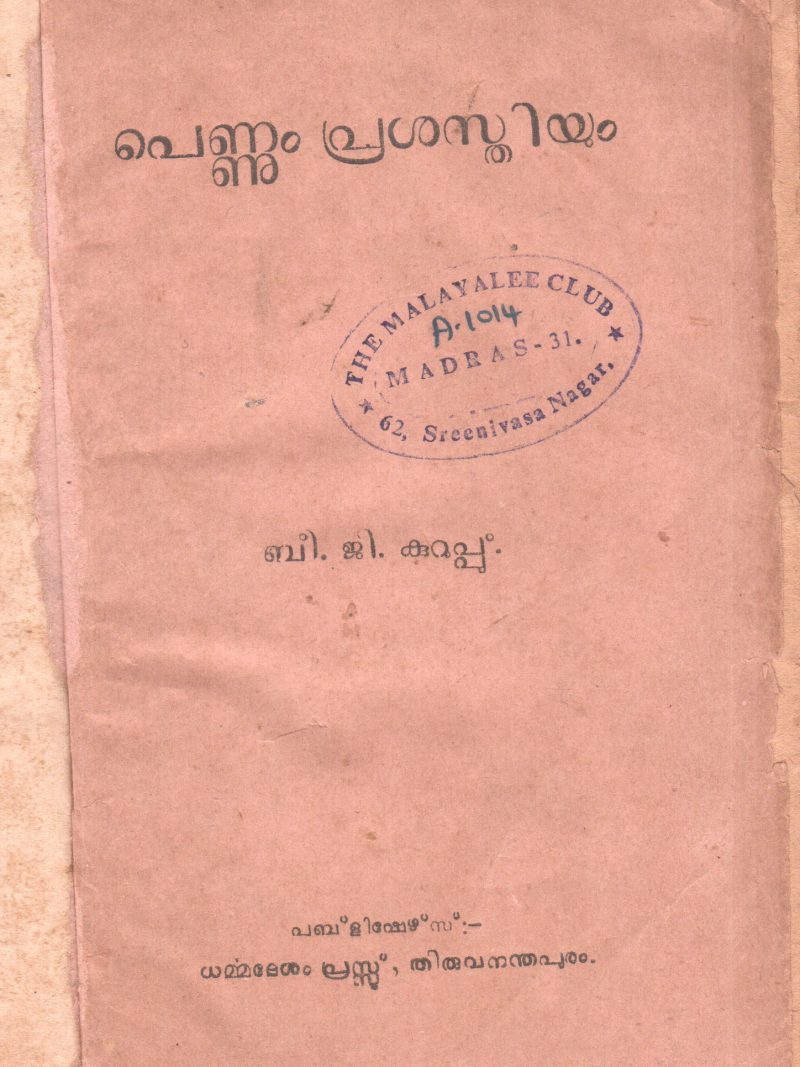 പെണ്ണും പ്രശസ്തിയും
THE MALAYALEE CLUB
A.1014
MADRAS-31.
★ 62, Sreenivasa Nagar, ★
ബീ. ജി. കുറുപ്പ്.
പബ്ളിഷേഴ്സ്:-
ധർമ്മദേശം പ്രസ്സ്, തിരുവനന്തപുരം.